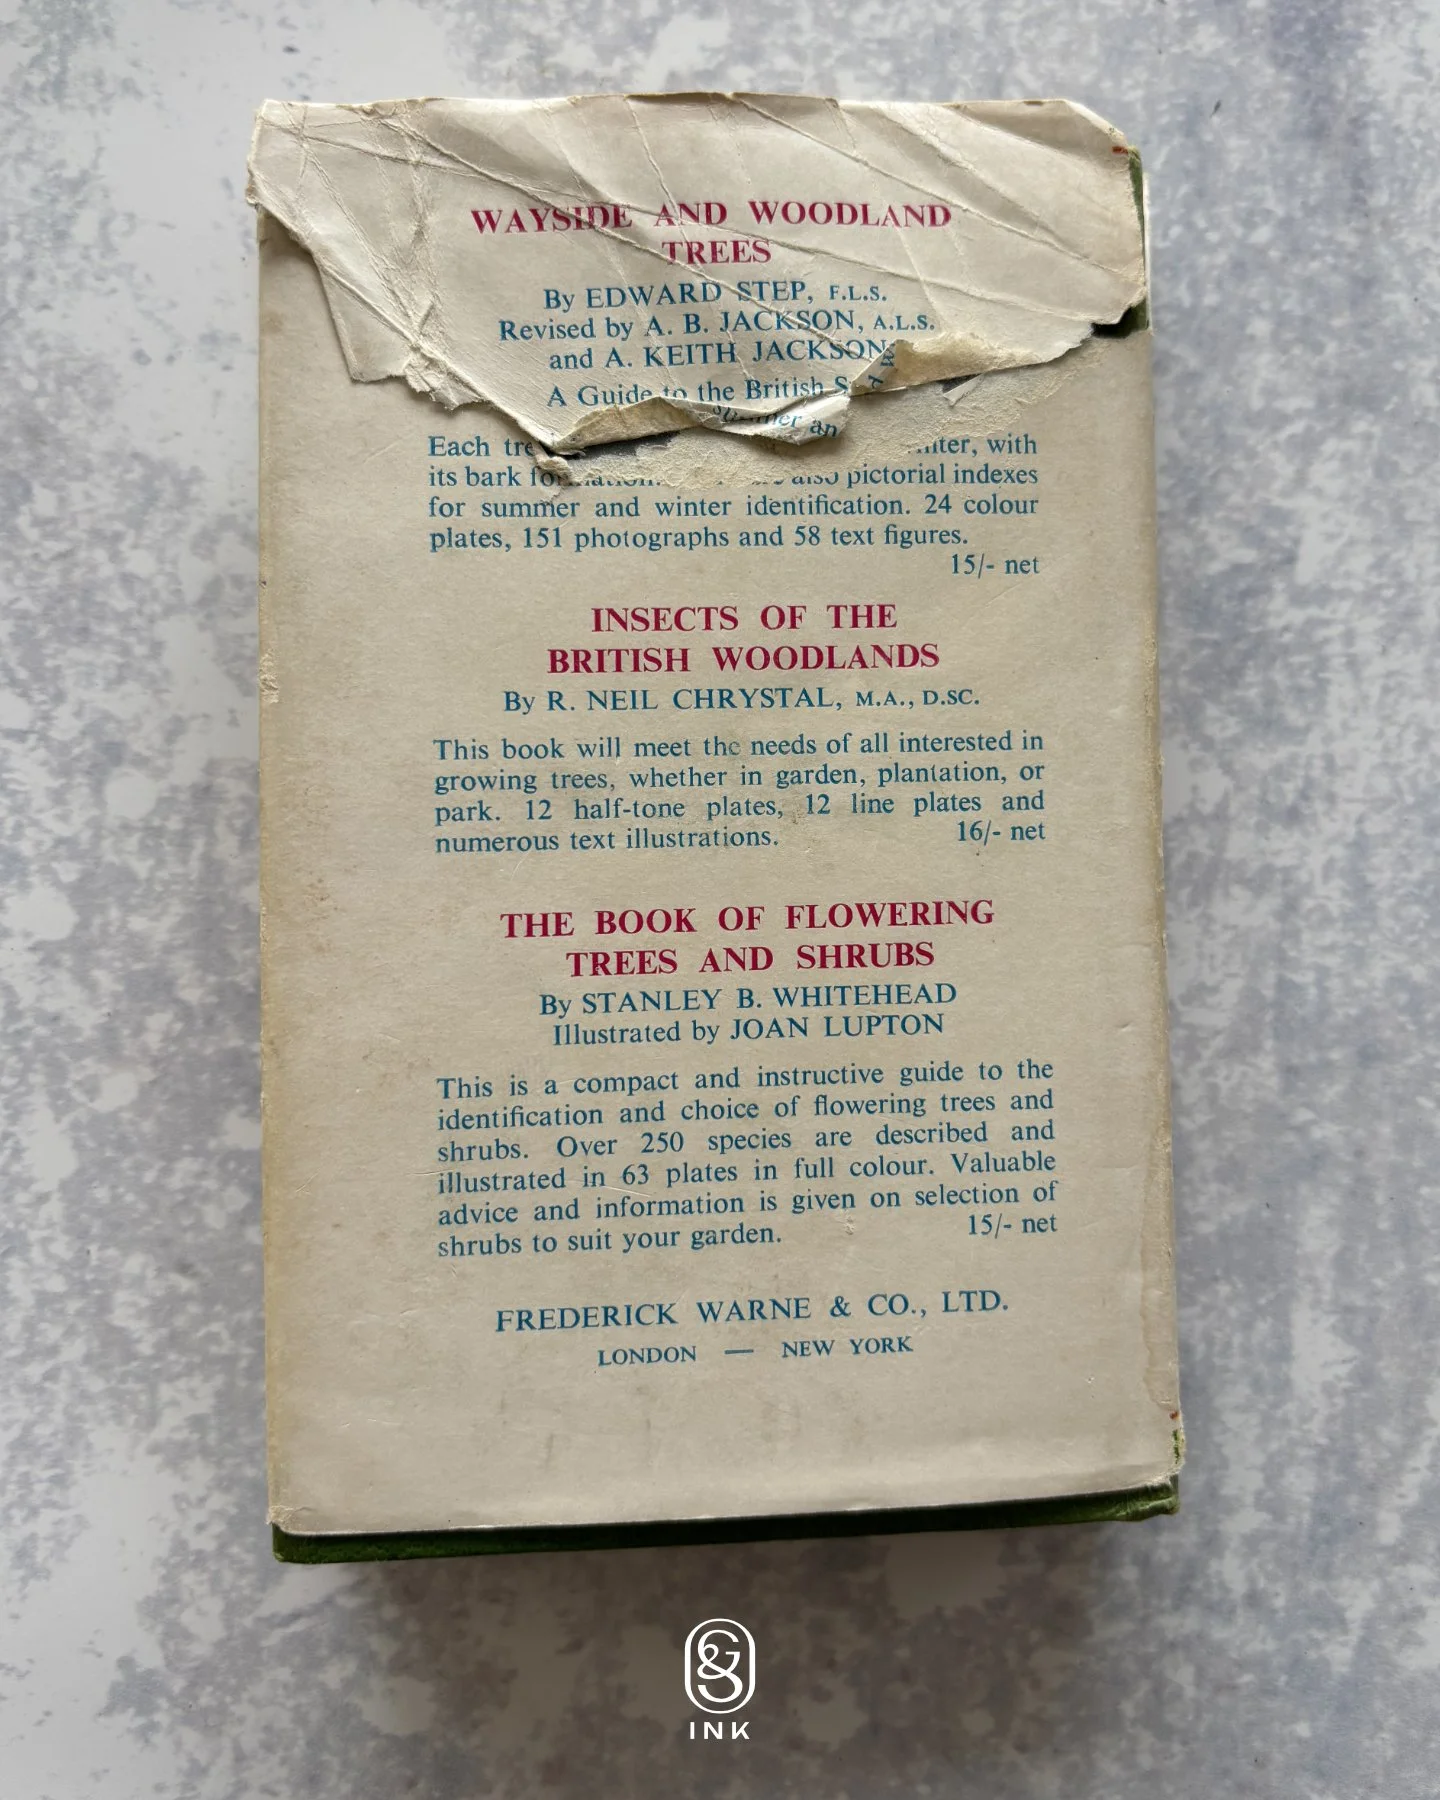 WAYSIDE AND WOODLAND
TREES
By EDWARD STEP, F.L.S.
Revised by A. B. JACKSON, A.L.S.
and A. KEITH JACKSON
A Guide to the British
an
Each with
its bark also pictorial indexes
for summer and winter identification. 24 colour
plates, 151 photographs and 58 text figures.
15/- net
INSECTS OF THE
BRITISH WOODLANDS
By R. NEIL CHRYSTAL, M.A., D.SC.
This book will meet the needs of all interested in
growing trees, whether in garden, plantation, or
park. 12 half-tone plates, 12 line plates and
numerous text illustrations. 16/- net
THE BOOK OF FLOWERING
TREES AND SHRUBS
By STANLEY B. WHITEHEAD
Illustrated by JOAN LUPTON
This is a compact and instructive guide to the
identification and choice of flowering trees and
shrubs. Over 250 species are described and
illustrated in 63 plates in full colour. Valuable
advice and information is given on selection of
shrubs to suit your garden. 15/- net
FREDERICK WARNE & CO., LTD.
LONDON — NEW YORK
INK